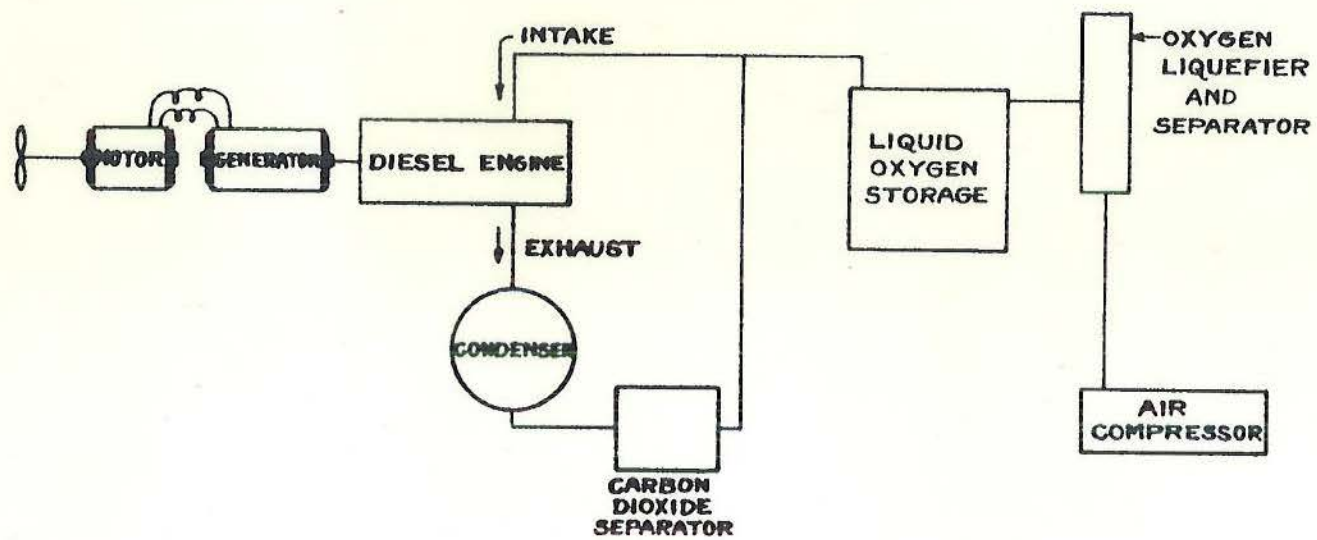 INTAKE
OXYGEN
LIQUEFIER
AND
SEPARATOR
MOTOR
GENERATOR
DIESEL ENGINE
LIQUID
OXYGEN
STORAGE
EXHAUST
CONDENSER
AIR
COMPRESSOR
CARBON
DIOXIDE
SEPARATOR